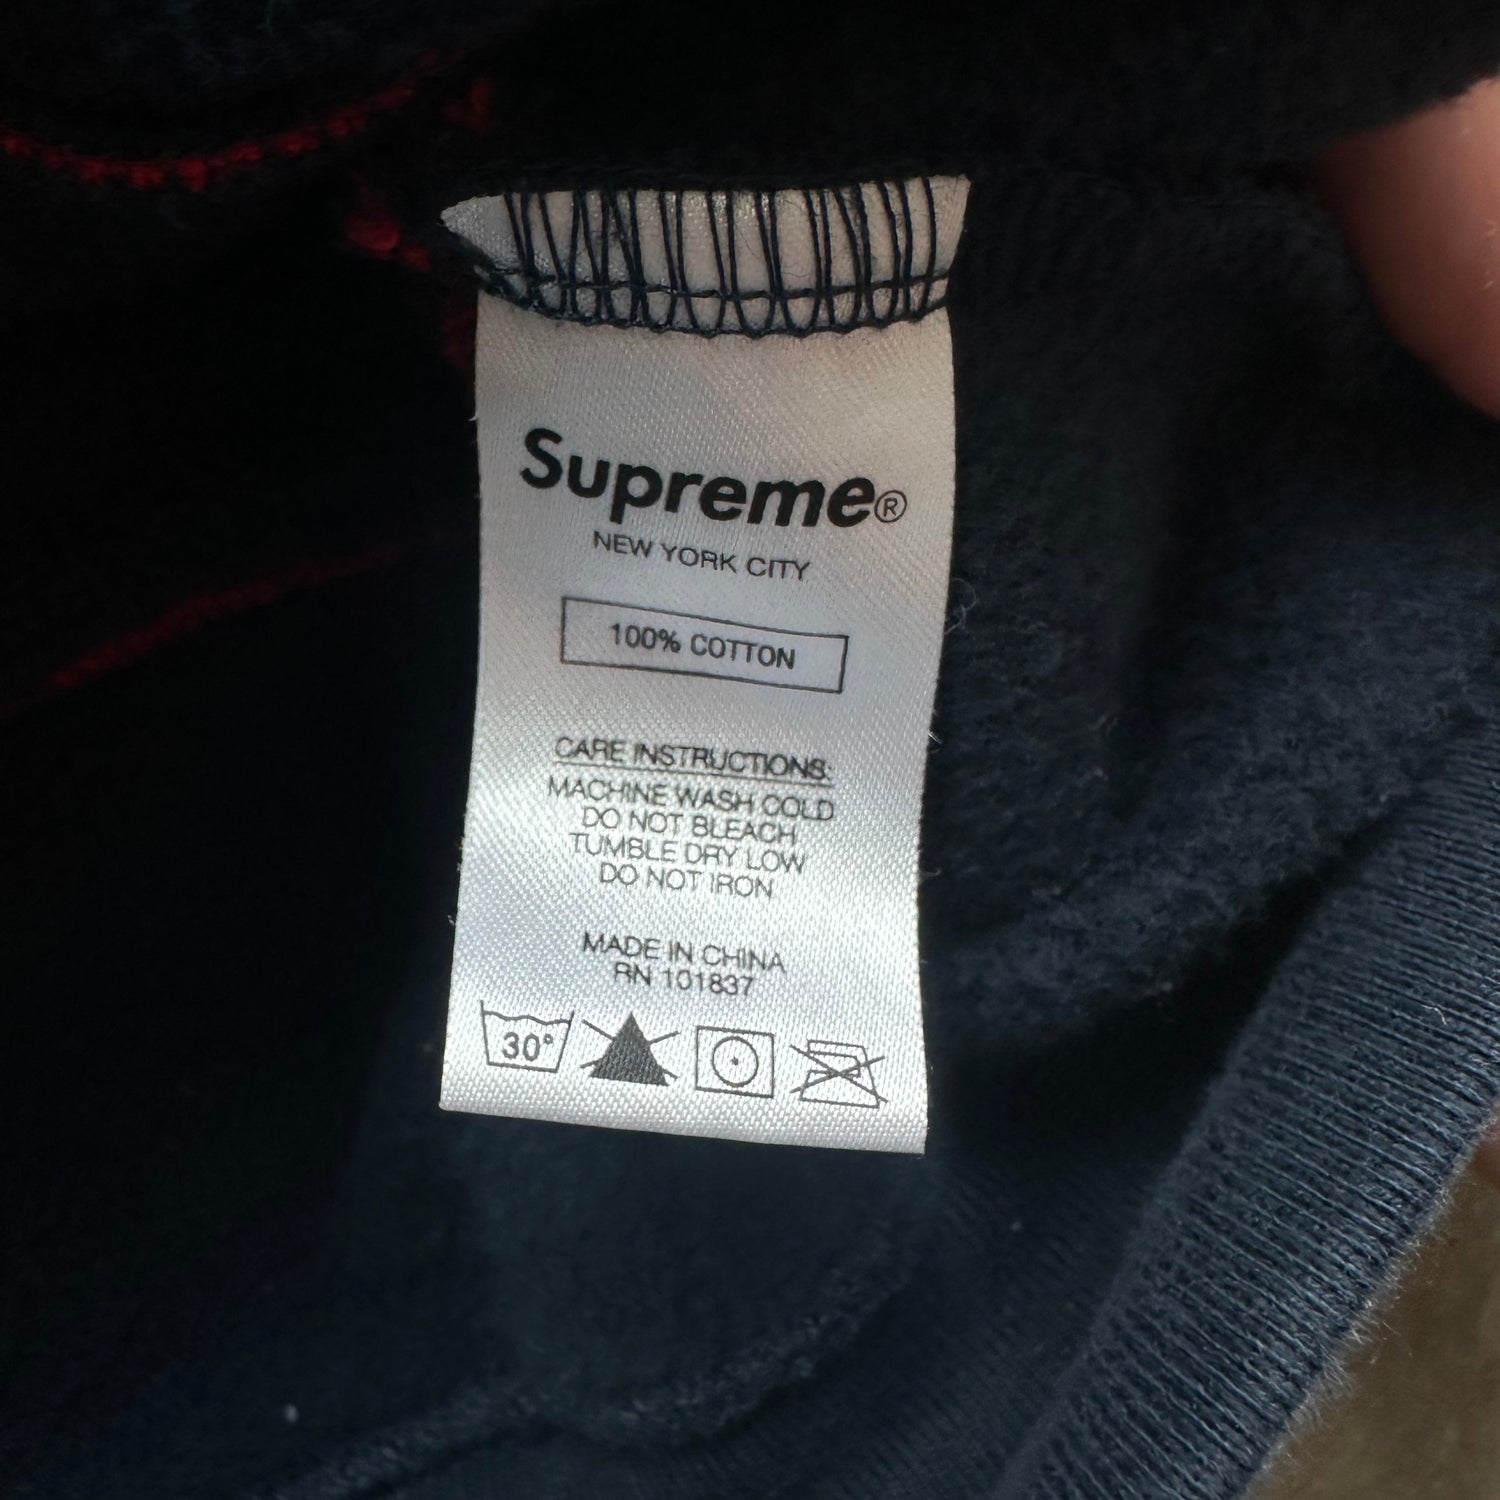 Supreme®
NEW YORK CITY
100% COTTON
CARE INSTRUCTIONS:
MACHINE WASH COLD
DO NOT BLEACH
TUMBLE DRY LOW
DO NOT IRON
MADE IN CHINA
RN 101837
30°